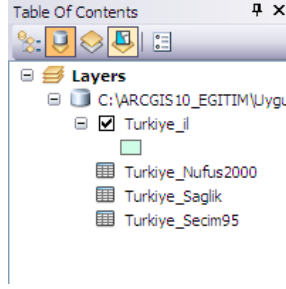 Table Of Contents
Layers
C:\ARCGIS10_EGITIM\Uygu
Turkiye_il
Turkiye_Nufus2000
Turkiye_Saglik
Turkiye_Secim95